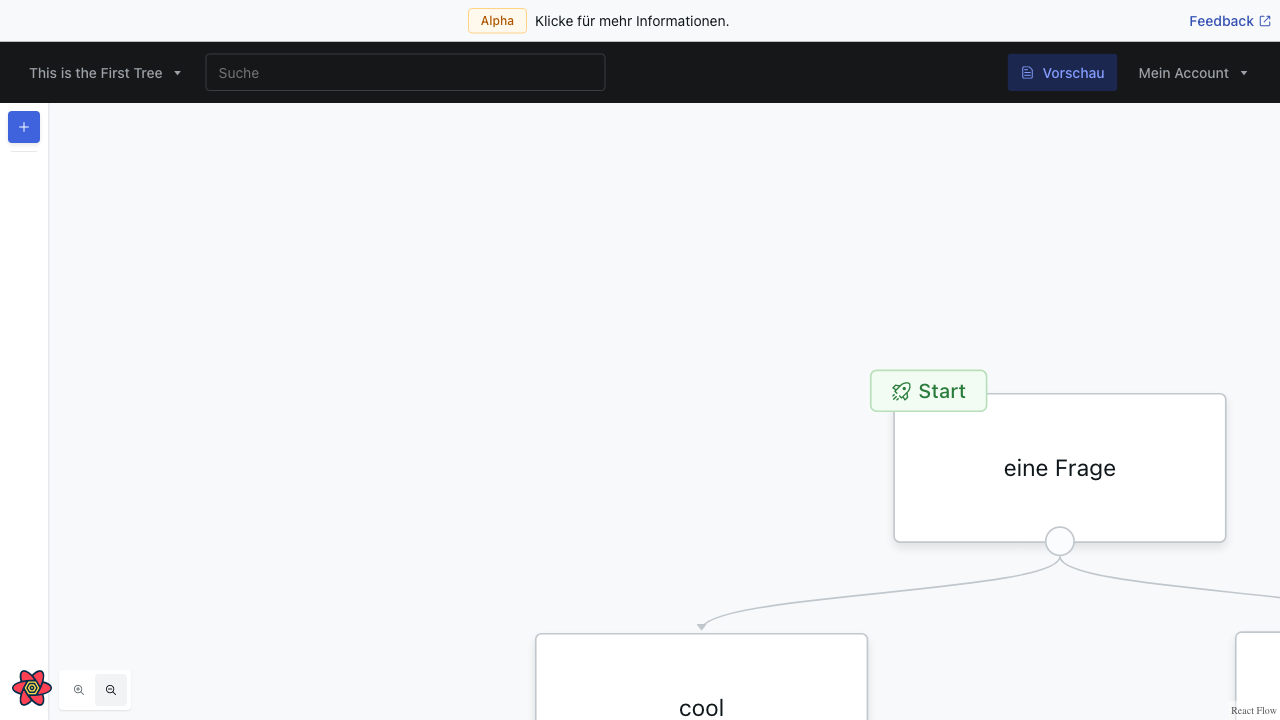 Alpha Klicke für mehr Informationen. Feedback
This is the First Tree Suche Vorschau Mein Account
Start
eine Frage
cool
React Flow